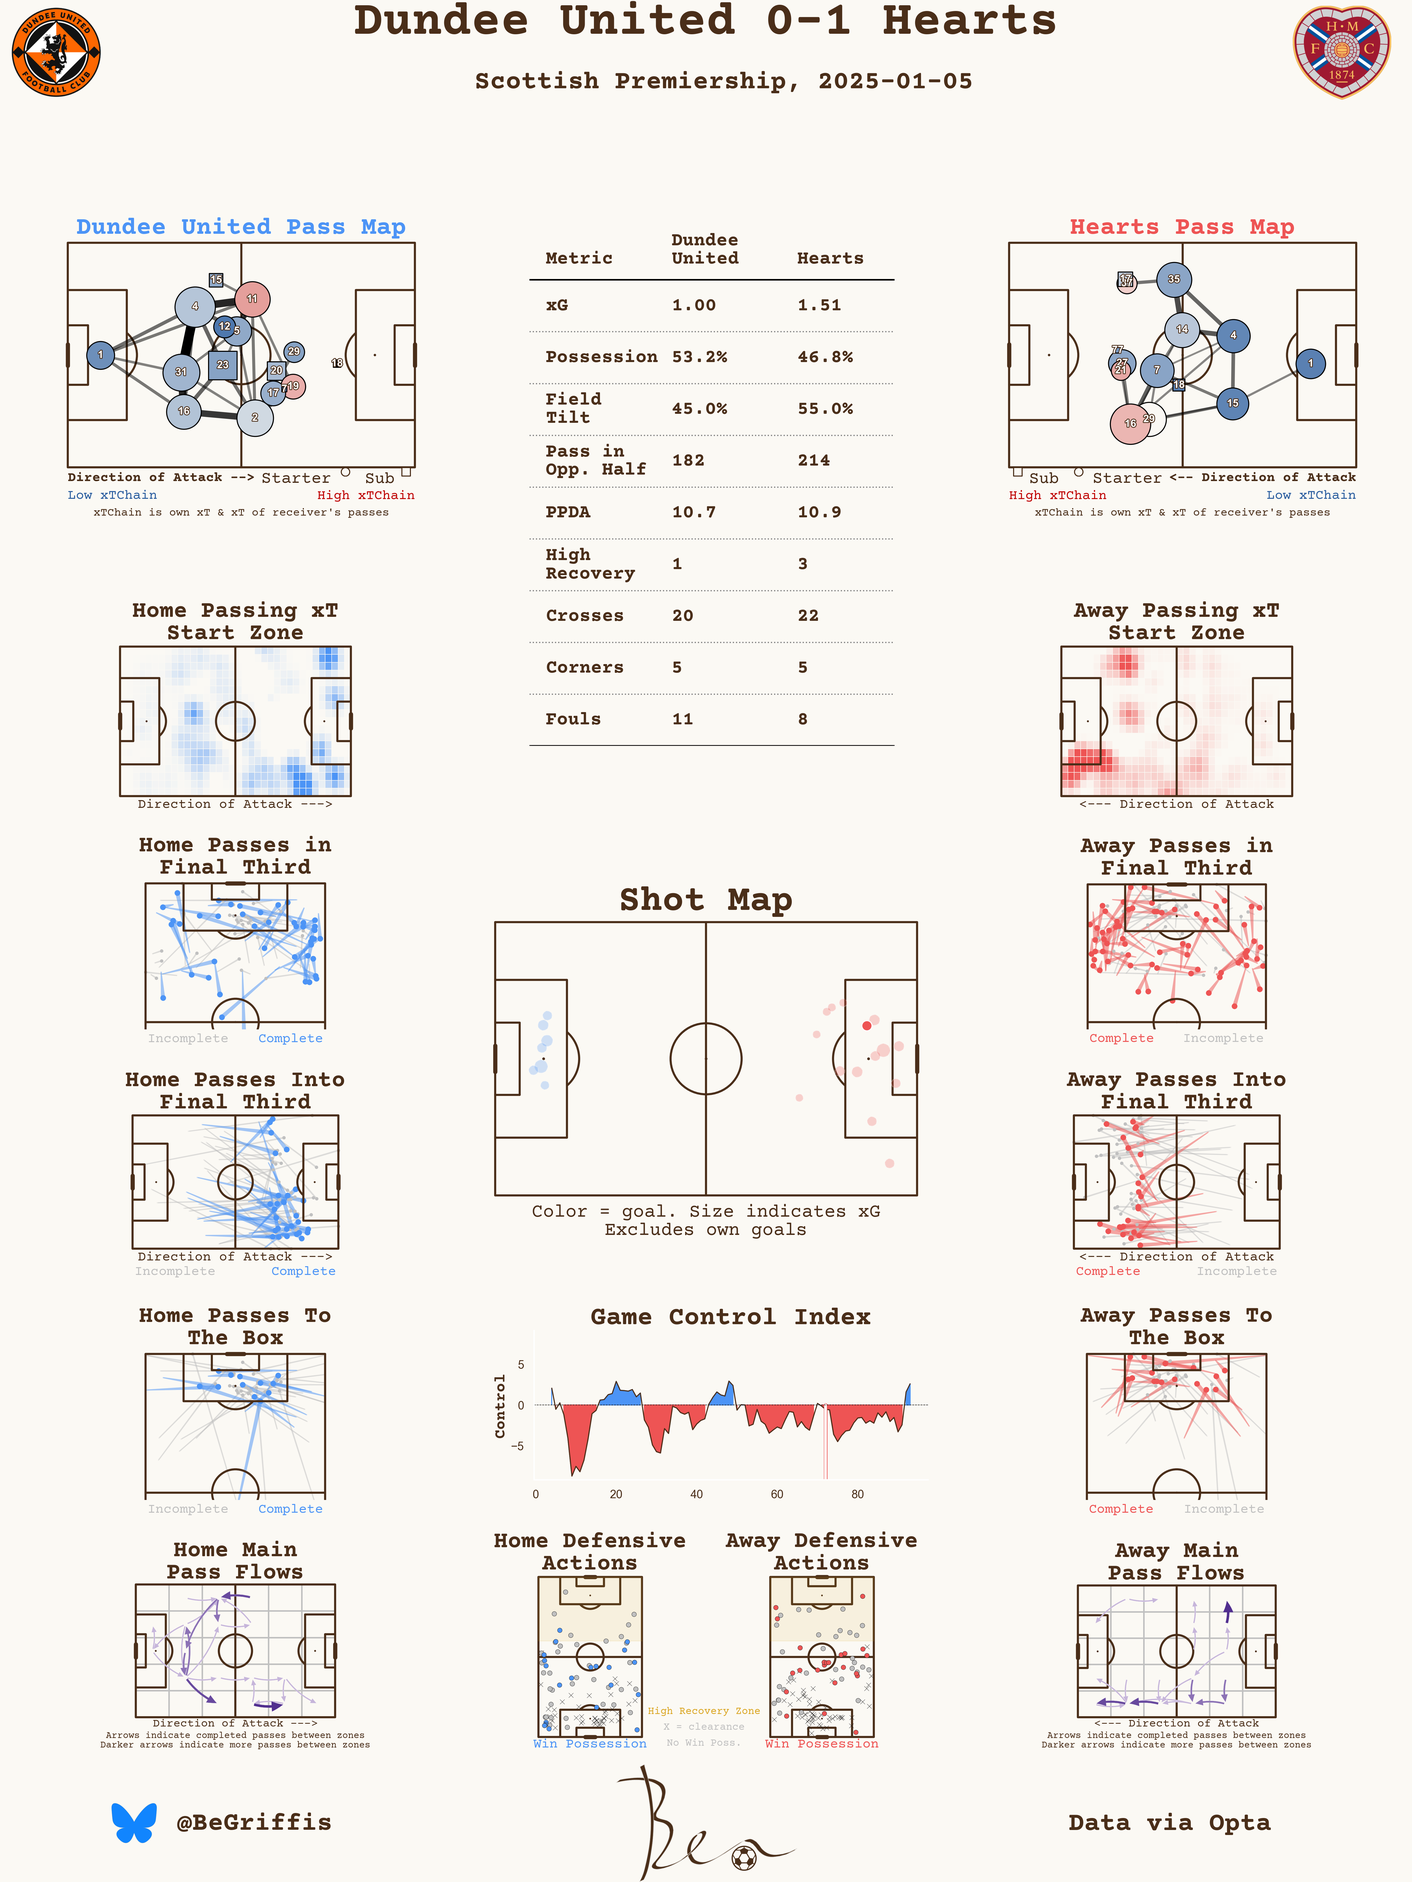 Dundee United 0-1 Hearts
Scottish Premiership, 2025-01-05
DUNDEE UNITED
FOOTBALL CLUB
H·M
F C
1874
Dundee United Pass Map
15
11
4
12
5
1
29
18
31
23
20
19
17
7
16
2
Direction of Attack --> Starter Sub
Low xTChain High xTChain
xTChain is own xT & xT of receiver's passes
Metric Dundee United Hearts
xG 1.00 1.51
Possession 53.2% 46.8%
Field Tilt 45.0% 55.0%
Pass in Opp. Half 182 214
PPDA 10.7 10.9
High Recovery 1 3
Crosses 20 22
Corners 5 5
Fouls 11 8
Hearts Pass Map
17
35
14
4
77
27
21
7
1
18
15
16
29
Sub Starter <-- Direction of Attack
High xTChain Low xTChain
xTChain is own xT & xT of receiver's passes
Home Passing xT
Start Zone
Direction of Attack --->
Away Passing xT
Start Zone
<--- Direction of Attack
Home Passes in
Final Third
Incomplete Complete
Away Passes in
Final Third
Complete Incomplete
Shot Map
Color = goal. Size indicates xG
Excludes own goals
Home Passes Into
Final Third
Direction of Attack --->
Incomplete Complete
Away Passes Into
Final Third
<--- Direction of Attack
Complete Incomplete
Home Passes To
The Box
Incomplete Complete
Game Control Index
Control
5
0
−5
0 20 40 60 80
Away Passes To
The Box
Complete Incomplete
Home Main
Pass Flows
Direction of Attack --->
Arrows indicate completed passes between zones
Darker arrows indicate more passes between zones
Home Defensive
Actions
Win Possession
Away Defensive
Actions
Win Possession
High Recovery Zone
X = clearance
No Win Poss.
Away Main
Pass Flows
<--- Direction of Attack
Arrows indicate completed passes between zones
Darker arrows indicate more passes between zones
@BeGriffis
Ben
Data via Opta